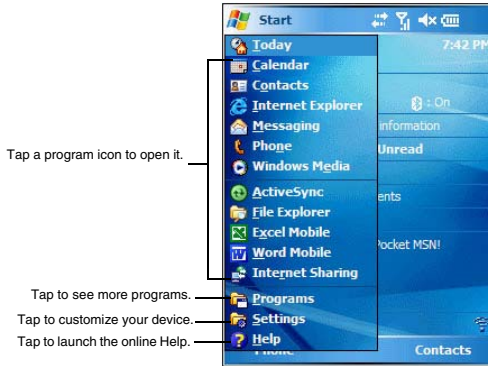 Start
Today
7:42 PM
Calendar
Contacts
Internet Explorer
: On
Messaging
information
Phone
Unread
Tap a program icon to open it.
Windows Media
ActiveSync
ents
File Explorer
Excel Mobile
Word Mobile
Pocket MSN!
Internet Sharing
Tap to see more programs.
Programs
Tap to customize your device.
Settings
Tap to launch the online Help.
Help
Phone
Contacts